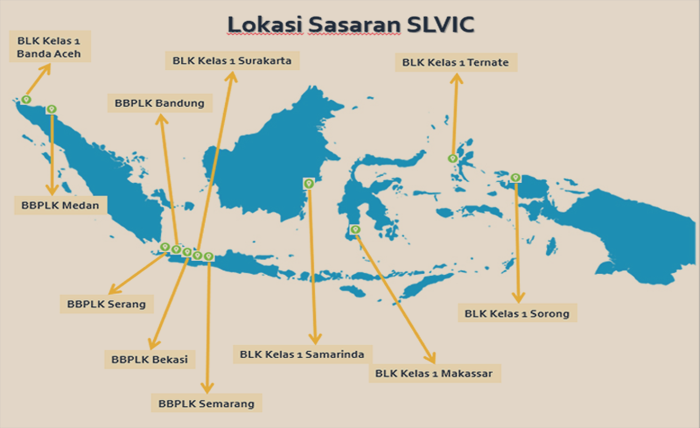 Lokasi Sasaran SLVIC
BLK Kelas 1
Banda Aceh
BLK Kelas 1 Surakarta
BLK Kelas 1 Ternate
BBPLK Bandung
BBPLK Medan
BBPLK Serang
BLK Kelas 1 Sorong
BBPLK Bekasi
BLK Kelas 1 Samarinda
BLK Kelas 1 Makassar
BBPLK Semarang